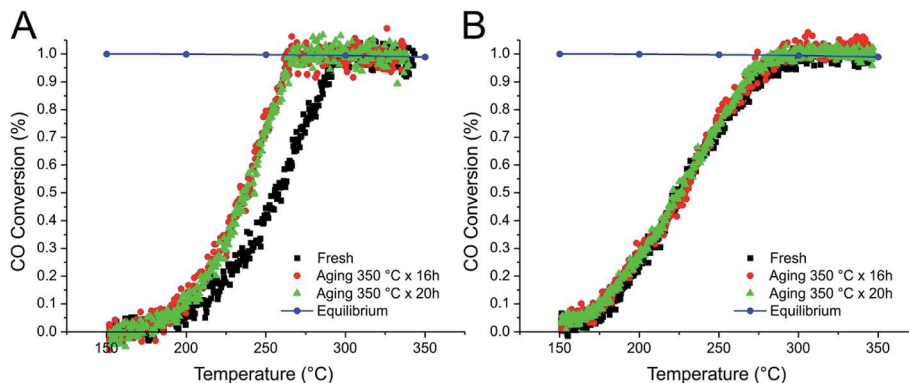 A
CO Conversion (%)
1.0
0.9
0.8
0.7
0.6
0.5
0.4
0.3
0.2
0.1
0.0
150
200
250
300
350
Temperature (°C)
Fresh
Aging 350 °C x 16h
Aging 350 °C x 20h
Equilibrium
B
CO Conversion (%)
1.0
0.9
0.8
0.7
0.6
0.5
0.4
0.3
0.2
0.1
0.0
150
200
250
300
350
Temperature (°C)
Fresh
Aging 350 °C x 16h
Aging 350 °C x 20h
Equilibrium